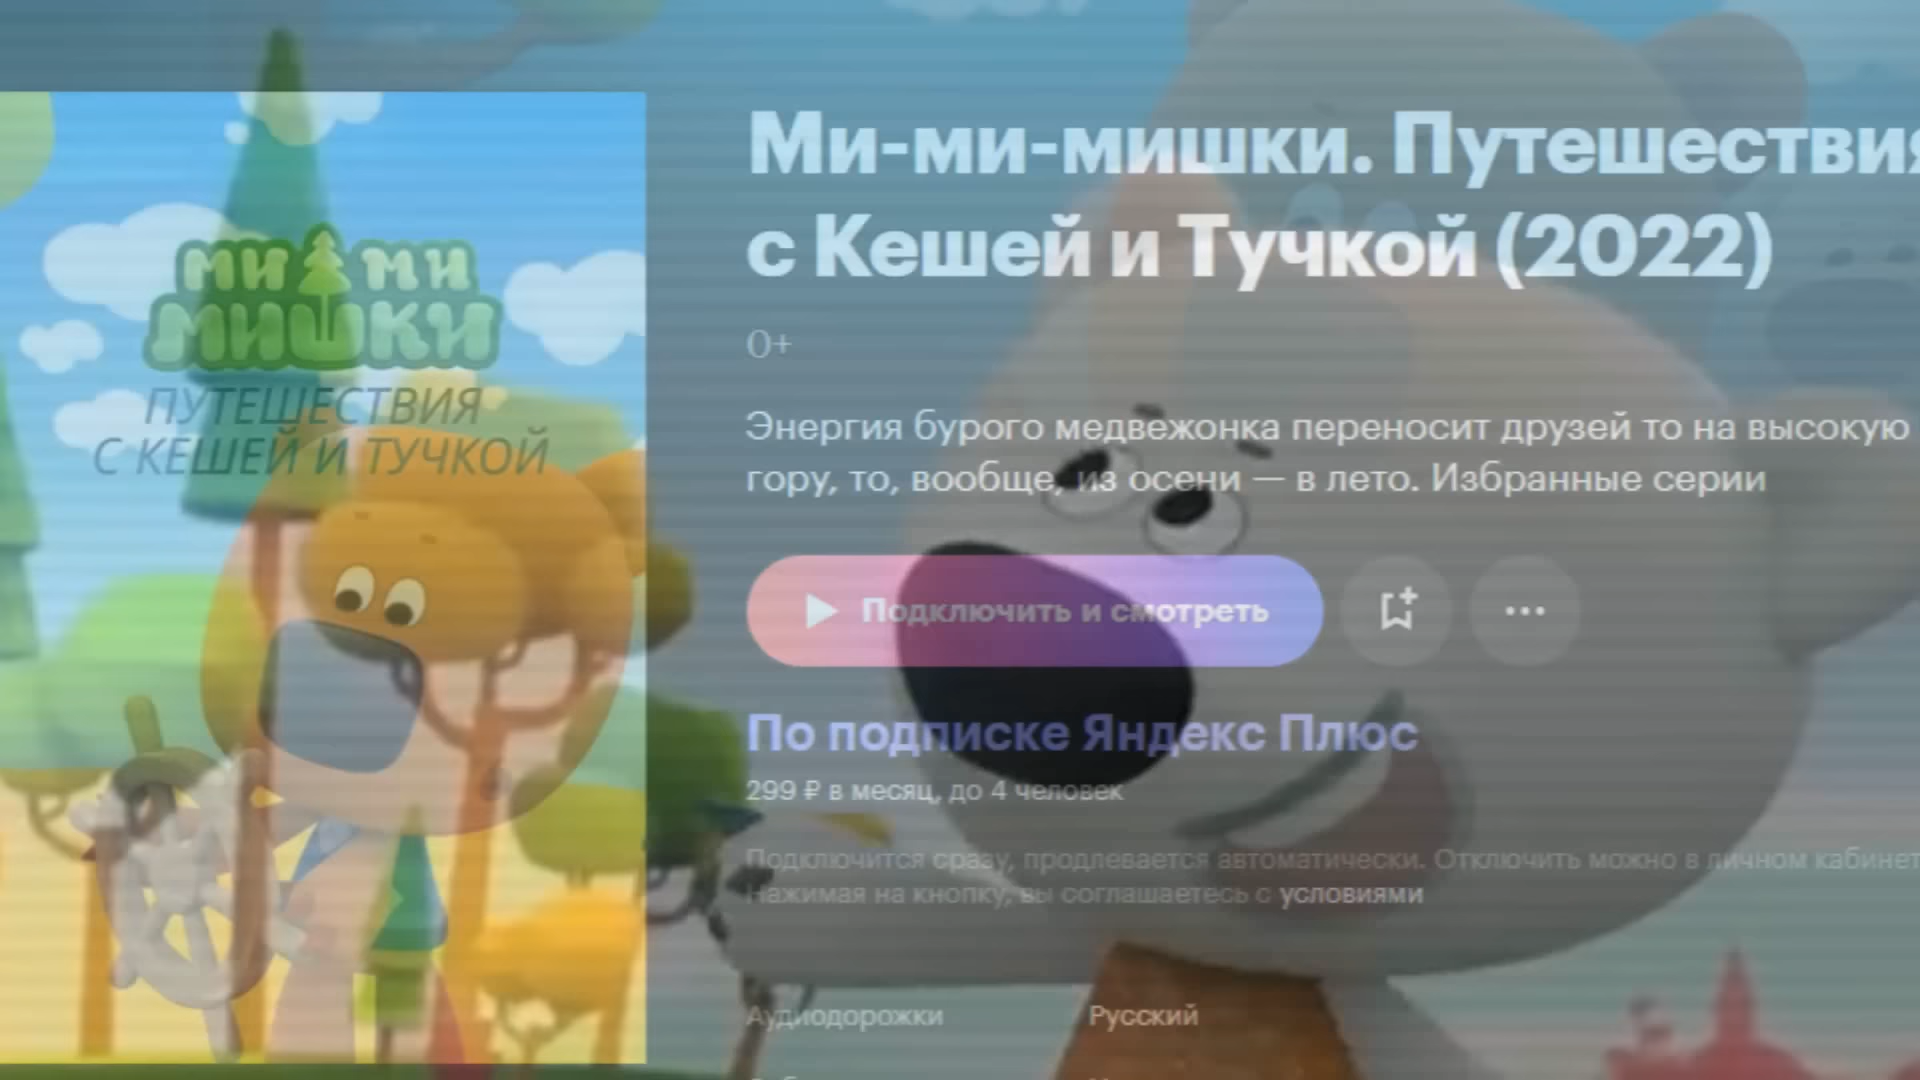 МИ МИ
МИШКИ
ПУТЕШЕСТВИЯ
С КЕШЕЙ И ТУЧКОЙ
Ми-ми-мишки. Путешествия
с Кешей и Тучкой (2022)
0+
Энергия бурого медвежонка переносит друзей то на высокую
гору, то, вообще, из осени — в лето. Избранные серии
Подключить и смотреть
По подписке Яндекс Плюс
299 ₽ в месяц, до 4 человек
Подключится сразу, продлевается автоматически. Отключить можно в личном кабинет
Нажимая на кнопку, вы соглашаетесь с условиями
Аудиодорожки Русский